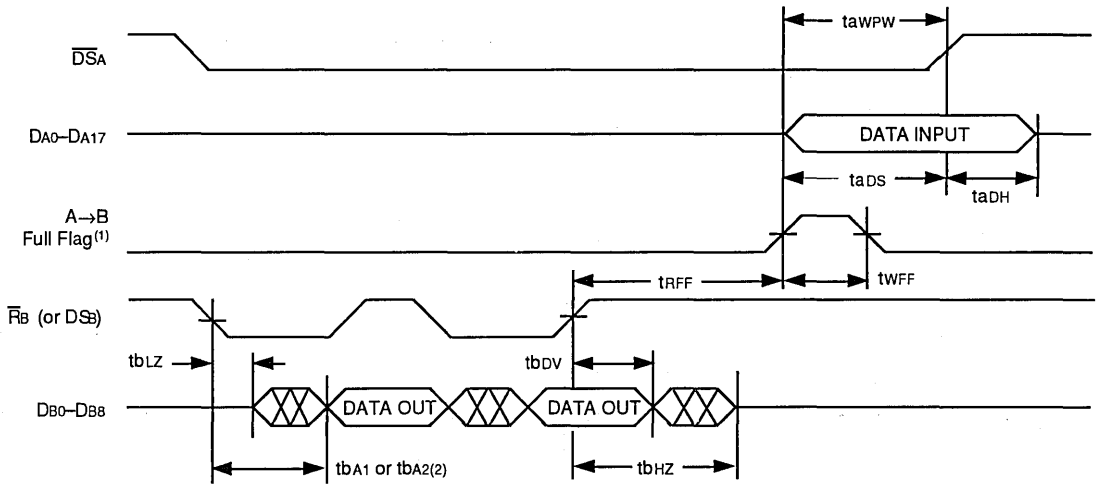 taWPW
DSA
DA0–DA17
DATA INPUT
taDS
taDH
A→B
Full Flag(1)
tRFF
tWFF
RB (or DSB)
tbLZ
tbDV
DB0–DB8
DATA OUT
DATA OUT
tbA1 or tbA2(2)
tbHZ